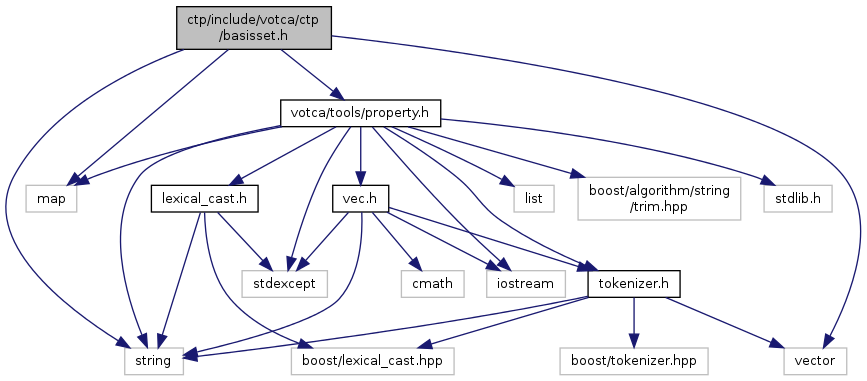 ctp/include/votca/ctp
/basisset.h
votca/tools/property.h
map
lexical_cast.h
vec.h
list
boost/algorithm/string
/trim.hpp
stdlib.h
stdexcept
cmath
iostream
tokenizer.h
string
boost/lexical_cast.hpp
boost/tokenizer.hpp
vector